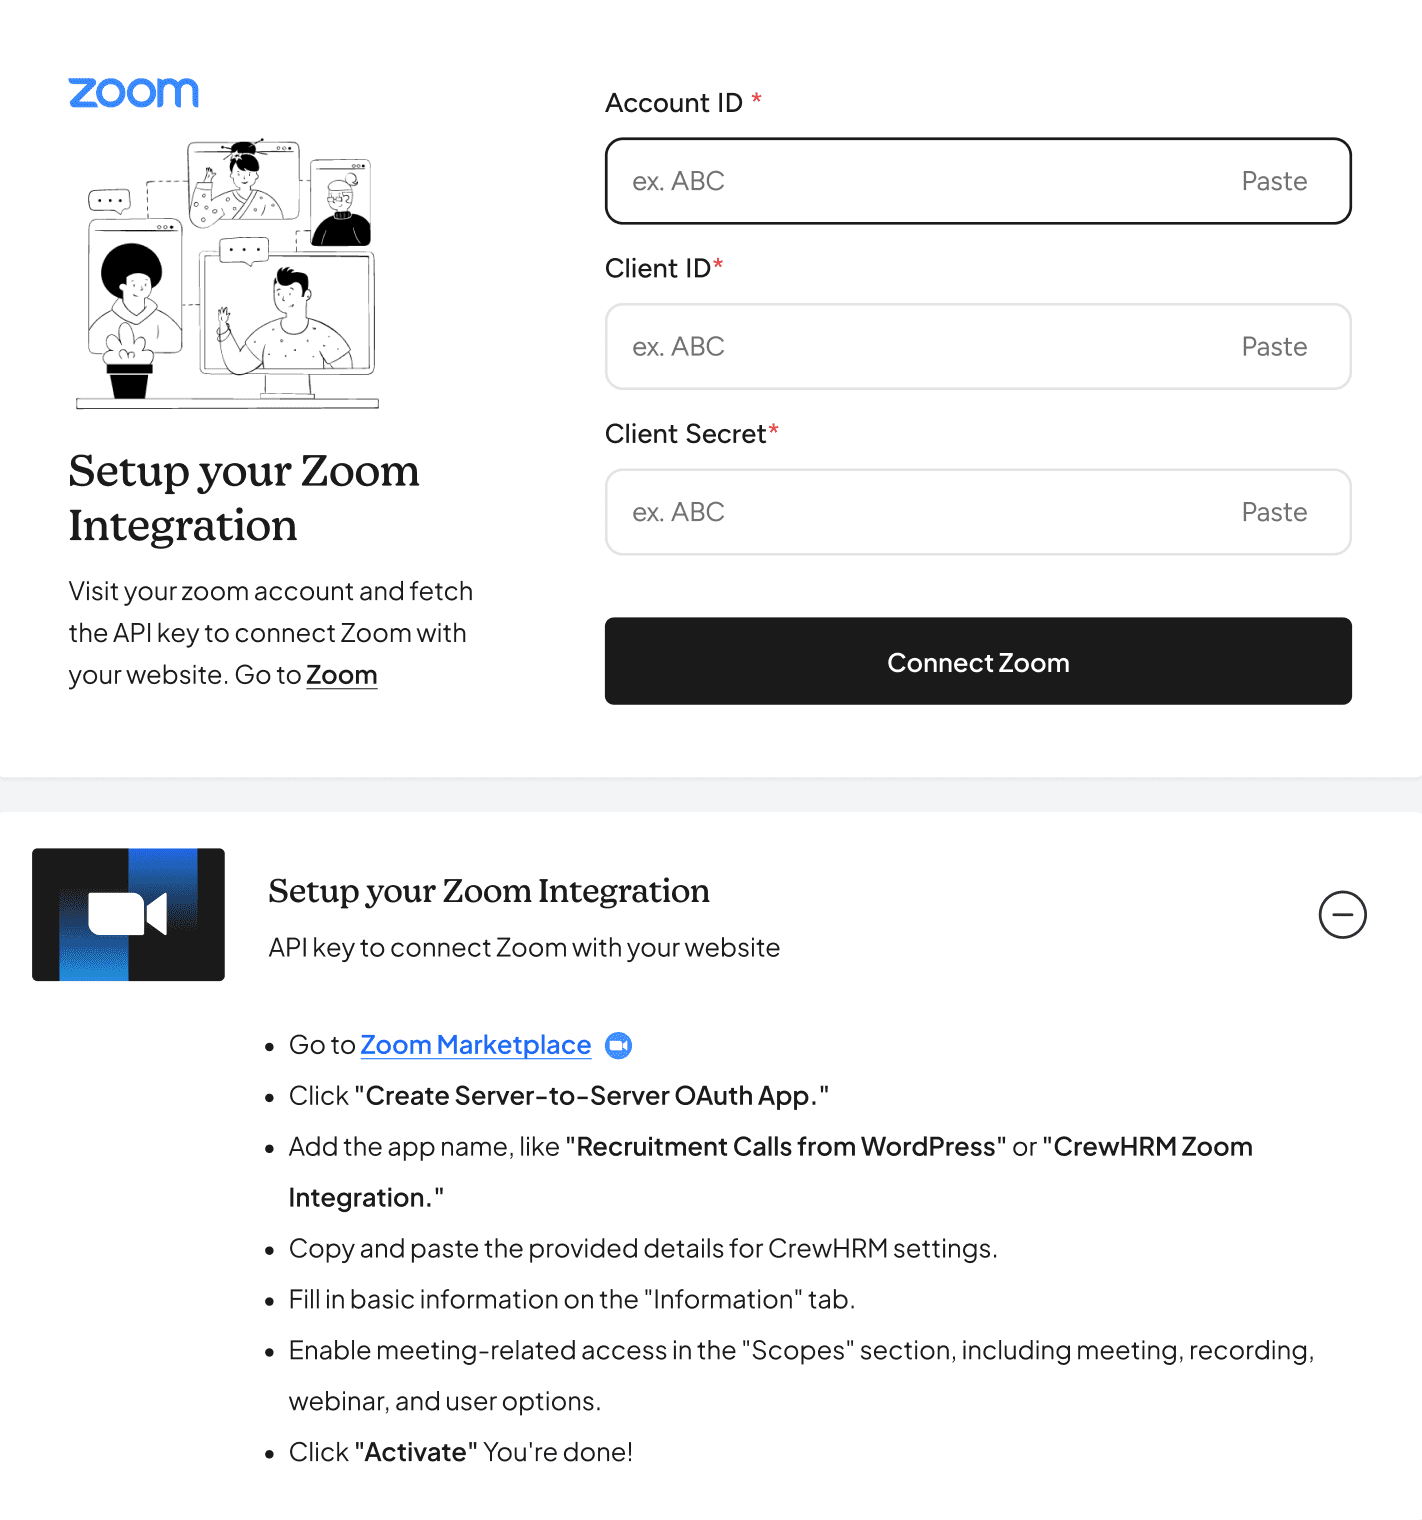 zoom
Setup your Zoom
Integration
Visit your zoom account and fetch
the API key to connect Zoom with
your website. Go to Zoom
Account ID *
ex. ABC Paste
Client ID*
ex. ABC Paste
Client Secret*
ex. ABC Paste
Connect Zoom
Setup your Zoom Integration
API key to connect Zoom with your website
• Go to Zoom Marketplace
• Click "Create Server-to-Server OAuth App."
• Add the app name, like "Recruitment Calls from WordPress" or "CrewHRM Zoom
Integration."
• Copy and paste the provided details for CrewHRM settings.
• Fill in basic information on the "Information" tab.
• Enable meeting-related access in the "Scopes" section, including meeting, recording,
webinar, and user options.
• Click "Activate" You're done!